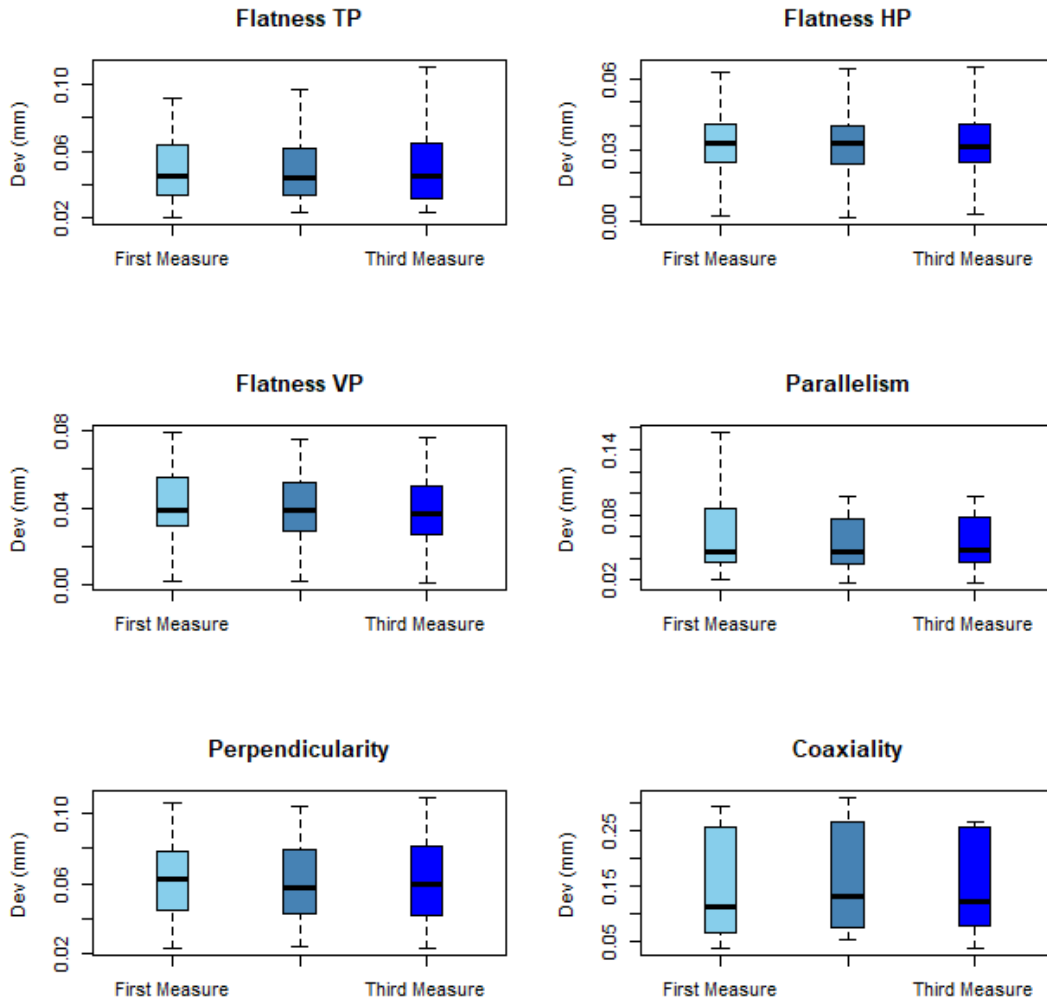 Flatness TP
Dev (mm)
0.10
0.06
0.02
First Measure
Third Measure
Flatness HP
Dev (mm)
0.06
0.03
0.00
First Measure
Third Measure
Flatness VP
Dev (mm)
0.08
0.04
0.00
First Measure
Third Measure
Parallelism
Dev (mm)
0.14
0.08
0.02
First Measure
Third Measure
Perpendicularity
Dev (mm)
0.10
0.06
0.02
First Measure
Third Measure
Coaxiality
Dev (mm)
0.25
0.15
0.05
First Measure
Third Measure